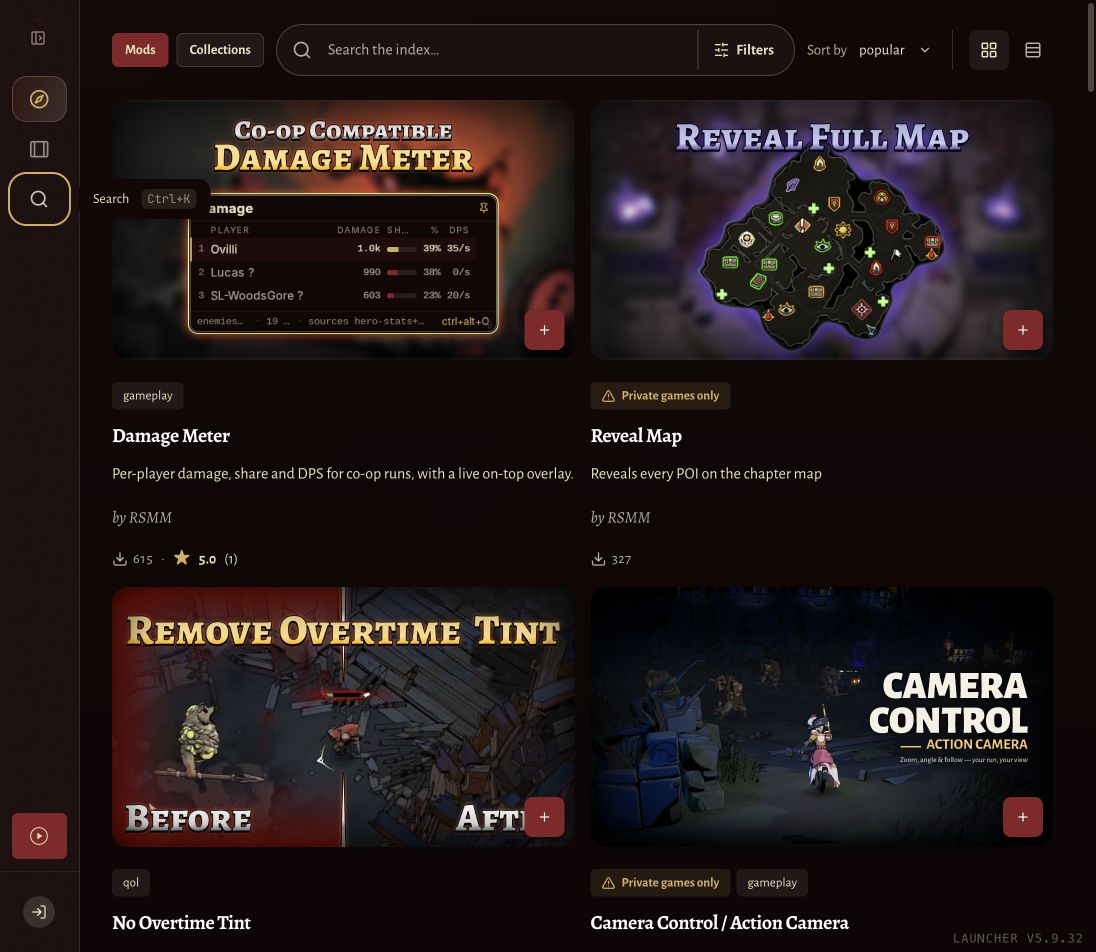 Mods
Collections
Search the index...
Filters
Sort by popular
Search Ctrl+K
CO-OP COMPATIBLE
DAMAGE METER
amage
PLAYER DAMAGE SH... % DPS
1 Ovilli 1.0k 39% 35/s
2 Lucas ? 990 38% 0/s
3 SL-WoodsGore ? 603 23% 20/s
enemies… · 19 … · sources hero-stats+… ctrl+alt+O
+
REVEAL FULL MAP
+
gameplay
Damage Meter
Per-player damage, share and DPS for co-op runs, with a live on-top overlay.
by RSMM
615 · 5.0 (1)
Private games only
Reveal Map
Reveals every POI on the chapter map
by RSMM
327
REMOVE OVERTIME TINT
BEFORE
AFT
+
CAMERA
CONTROL
ACTION CAMERA
Zoom, angle & follow — your run, your view
+
qol
No Overtime Tint
Private games only
gameplay
Camera Control / Action Camera
LAUNCHER V5.9.32